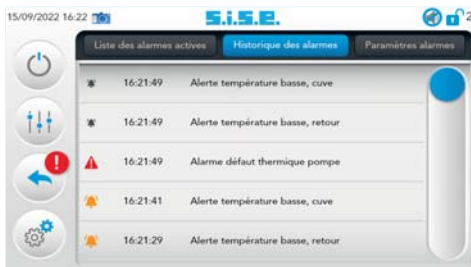 15/09/2022 16:22
S.i.S.E.
2
Liste des alarmes actives
Historique des alarmes
Paramètres alarmes
16:21:49 Alerte température basse, cuve
16:21:49 Alerte température basse, retour
16:21:49 Alarme défaut thermique pompe
16:21:41 Alerte température basse, cuve
16:21:29 Alerte température basse, retour